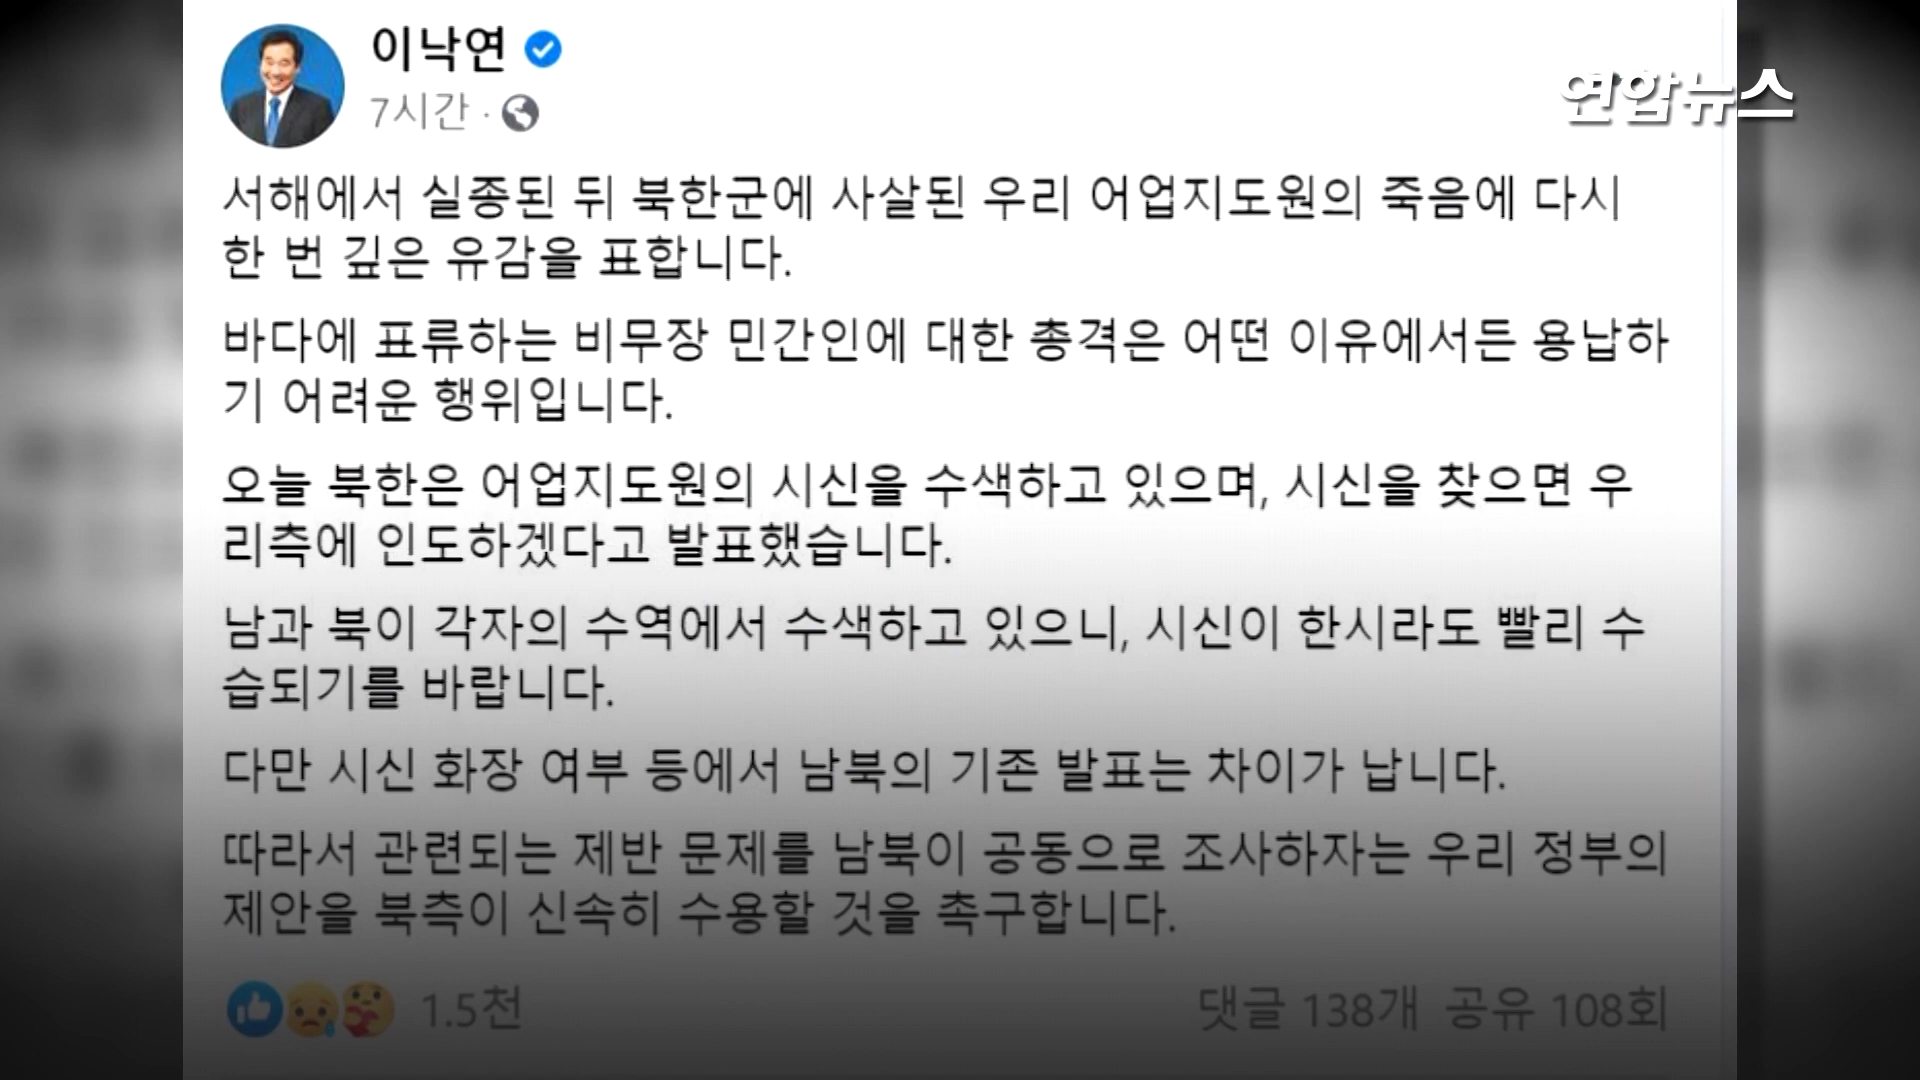 이낙연
연합뉴스
7시간 ·
서해에서 실종된 뒤 북한군에 사살된 우리 어업지도원의 죽음에 다시
한 번 깊은 유감을 표합니다.
바다에 표류하는 비무장 민간인에 대한 총격은 어떤 이유에서든 용납하
기 어려운 행위입니다.
오늘 북한은 어업지도원의 시신을 수색하고 있으며, 시신을 찾으면 우
리측에 인도하겠다고 발표했습니다.
남과 북이 각자의 수역에서 수색하고 있으니, 시신이 한시라도 빨리 수
습되기를 바랍니다.
다만 시신 화장 여부 등에서 남북의 기존 발표는 차이가 납니다.
따라서 관련되는 제반 문제를 남북이 공동으로 조사하자는 우리 정부의
제안을 북측이 신속히 수용할 것을 촉구합니다.
1.5천 댓글 138개 공유 108회